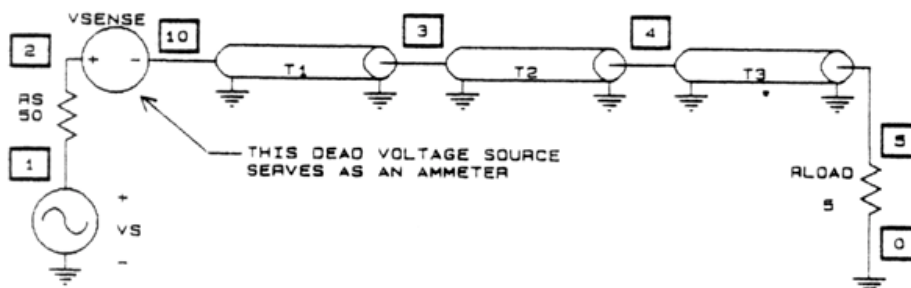 VSENSE
2
+
-
10
3
4
T1
T2
T3
RS
50
1
THIS DEAD VOLTAGE SOURCE
SERVES AS AN AMMETER
5
RLOAD
5
+
VS
-
0